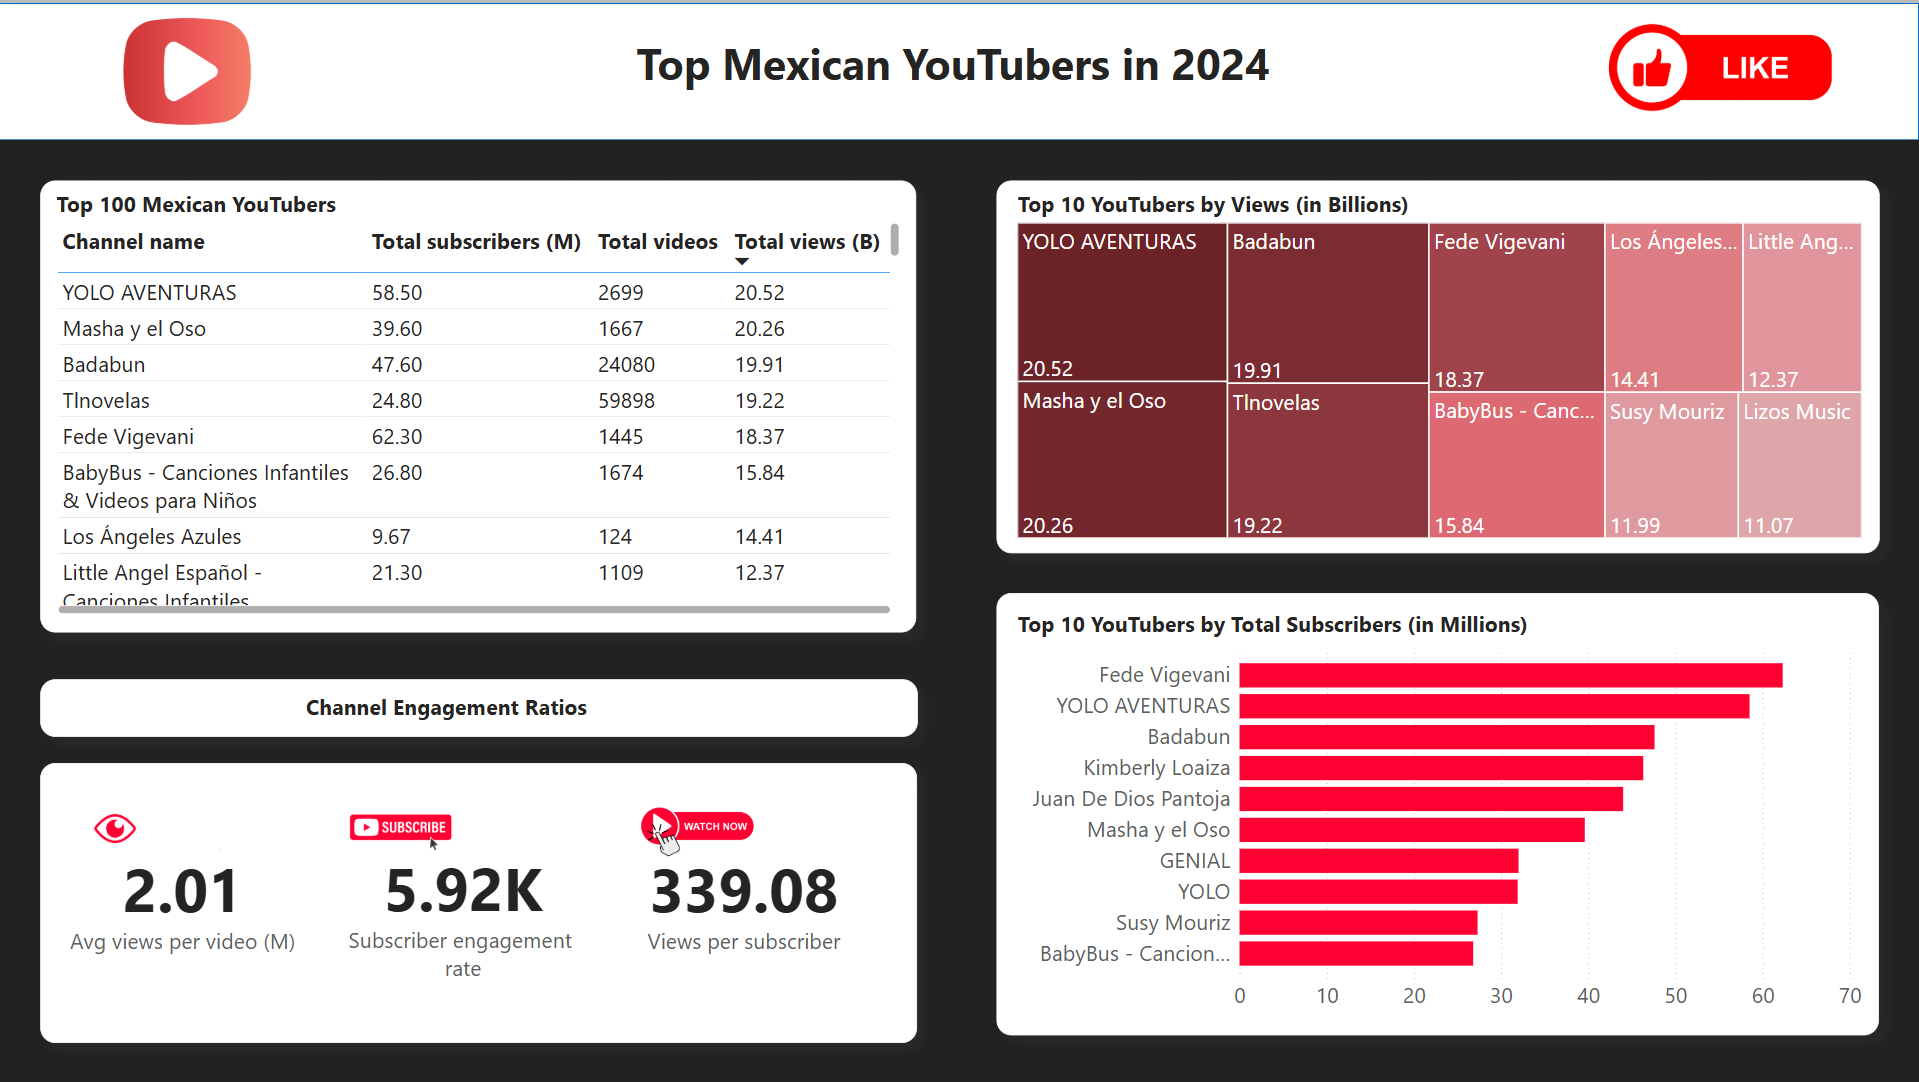 Top Mexican YouTubers in 2024
LIKE
Top 100 Mexican YouTubers
Channel name Total subscribers (M) Total videos Total views (B)
YOLO AVENTURAS 58.50 2699 20.52
Masha y el Oso 39.60 1667 20.26
Badabun 47.60 24080 19.91
Tlnovelas 24.80 59898 19.22
Fede Vigevani 62.30 1445 18.37
BabyBus - Canciones Infantiles 26.80 1674 15.84
& Videos para Niños
Los Ángeles Azules 9.67 124 14.41
Little Angel Español - 21.30 1109 12.37
Canciones Infantiles
Channel Engagement Ratios
SUBSCRIBE
WATCH NOW
2.01
Avg views per video (M)
5.92K
Subscriber engagement
rate
339.08
Views per subscriber
Top 10 YouTubers by Views (in Billions)
YOLO AVENTURAS
20.52
Masha y el Oso
20.26
Badabun
19.91
Tlnovelas
19.22
Fede Vigevani
18.37
BabyBus - Canc...
15.84
Los Ángeles...
14.41
Little Ang...
12.37
Susy Mouriz
11.99
Lizos Music
11.07
Top 10 YouTubers by Total Subscribers (in Millions)
Fede Vigevani
YOLO AVENTURAS
Badabun
Kimberly Loaiza
Juan De Dios Pantoja
Masha y el Oso
GENIAL
YOLO
Susy Mouriz
BabyBus - Cancion...
0 10 20 30 40 50 60 70